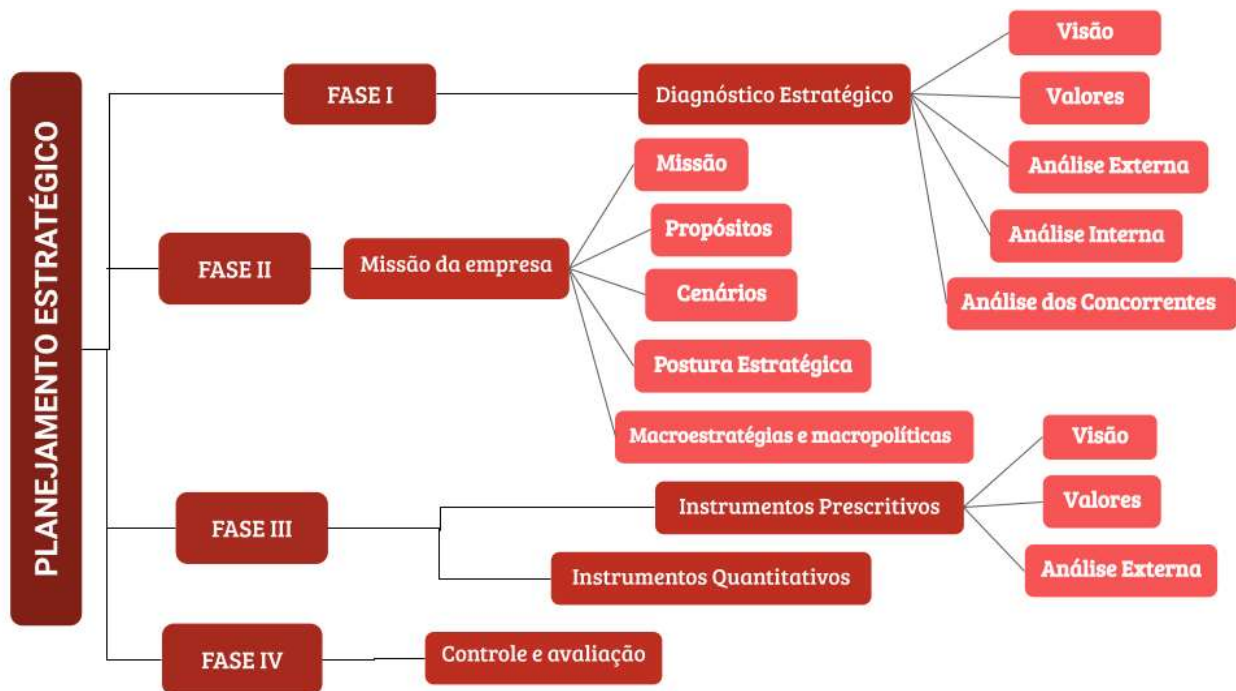 PLANEJAMENTO ESTRATÉGICO
FASE I
Diagnóstico Estratégico
Visão
Valores
Análise Externa
Análise Interna
Análise dos Concorrentes
FASE II
Missão da empresa
Missão
Propósitos
Cenários
Postura Estratégica
Macroestratégias e macropolíticas
FASE III
Instrumentos Prescritivos
Visão
Valores
Análise Externa
Instrumentos Quantitativos
FASE IV
Controle e avaliação